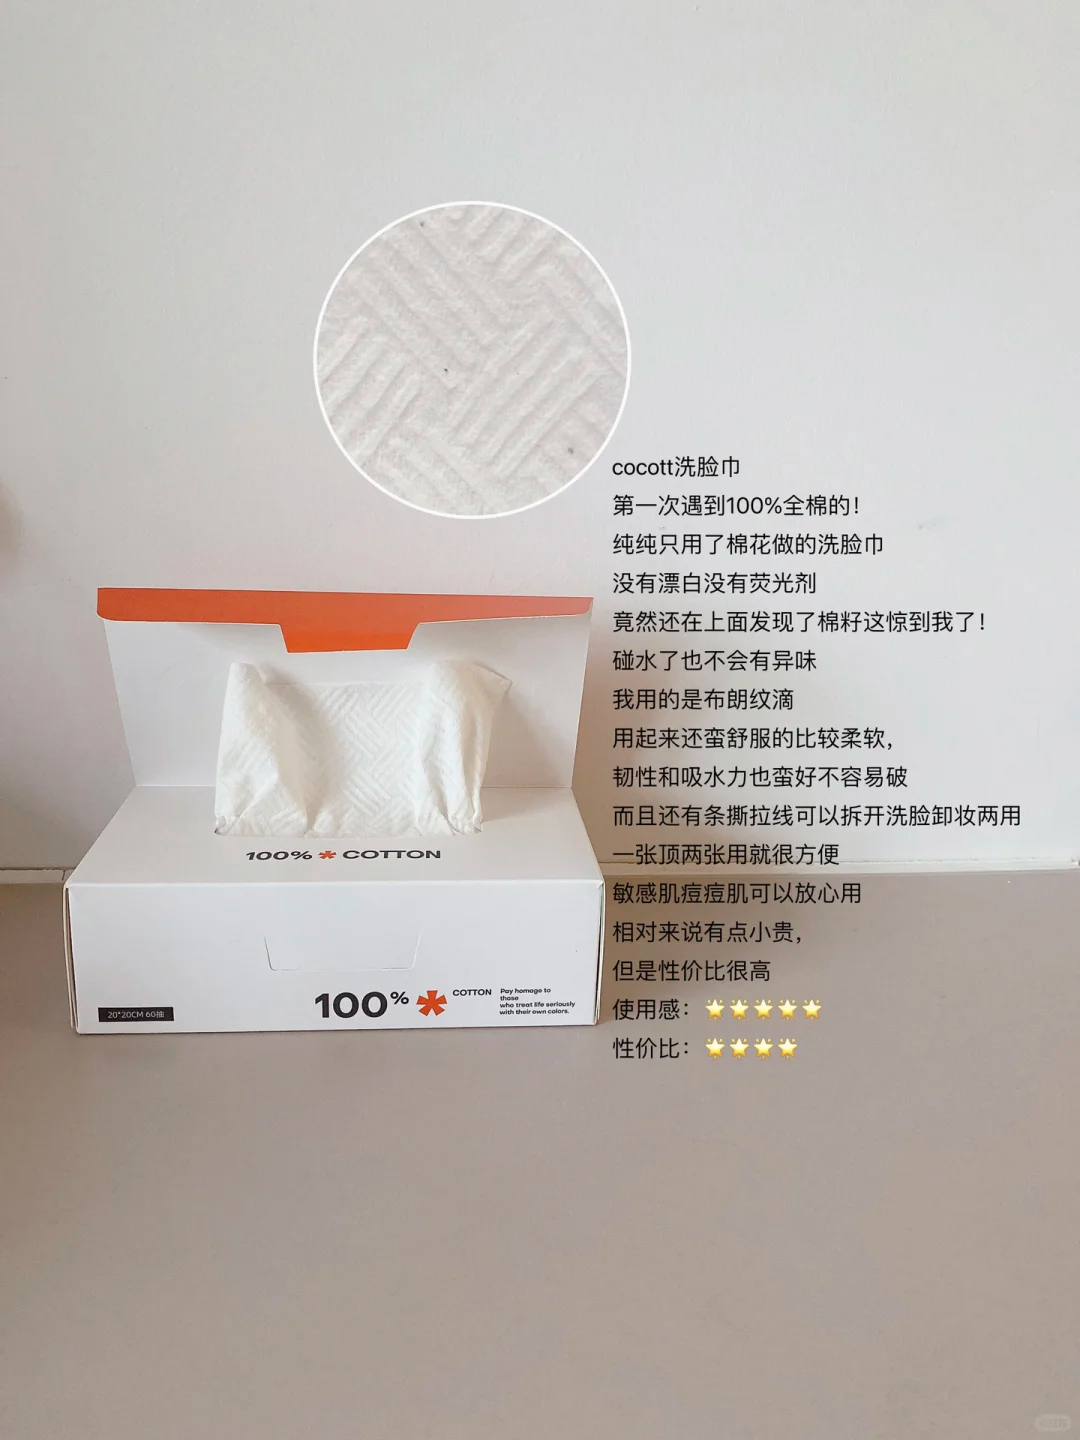 cocott洗脸巾
第一次遇到100%全棉的！
纯纯只用了棉花做的洗脸巾
没有漂白没有荧光剂
竟然还在上面发现了棉籽这惊到我了！
碰水了也不会有异味
我用的是布朗纹滴
用起来还蛮舒服的比较柔软，
韧性和吸水力也蛮好不容易破
而且还有条撕拉线可以拆开洗脸卸妆两用
一张顶两张用就很方便
敏感肌痘痘肌可以放心用
相对来说有点小贵，
但是性价比很高
使用感：🌟🌟🌟🌟🌟
性价比：🌟🌟🌟🌟
100% * COTTON
100% * COTTON
Pay homage to
those
who treat life seriously
with their own colors.
20*20CM 60抽